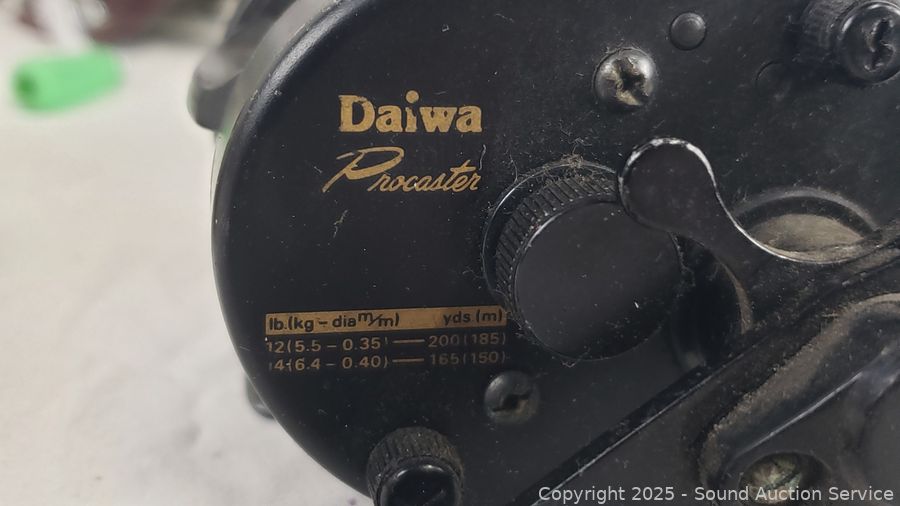 Daiwa
Procaster
lb.(kg - dia m/m) yds (m)
12(5.5 - 0.35) — 200(185)
14(6.4 - 0.40) — 165(150)
Copyright © 2025 - Sound Auction Service